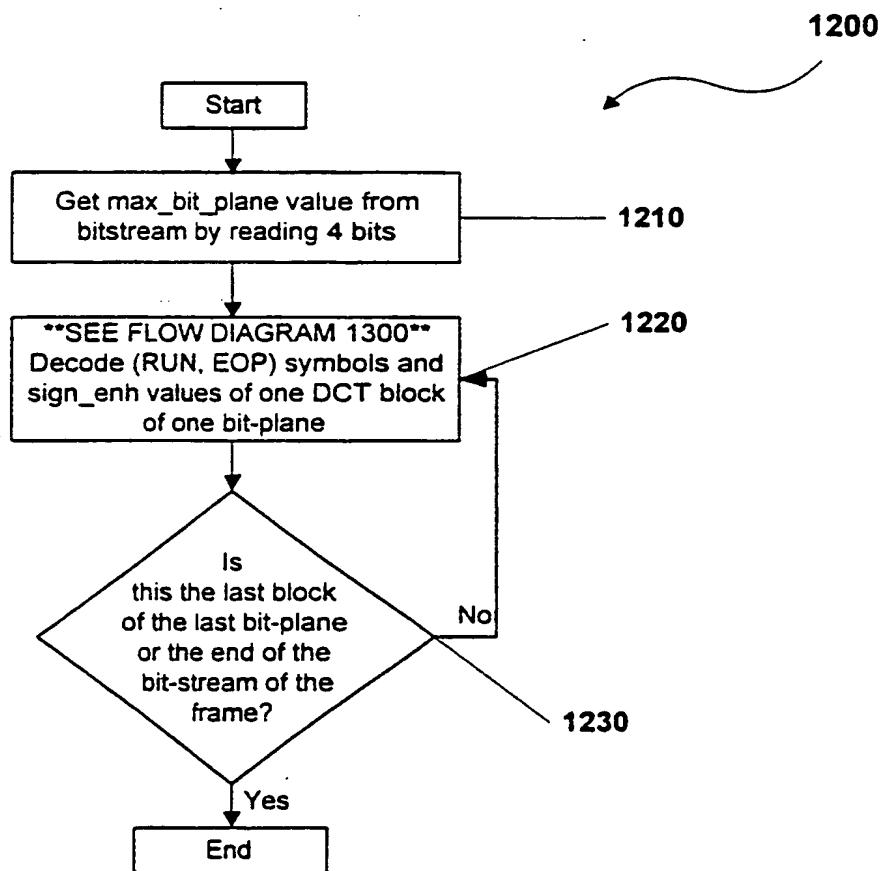 1200
Start
Get max_bit_plane value from
bitstream by reading 4 bits
1210
**SEE FLOW DIAGRAM 1300**
Decode (RUN, EOP) symbols and
sign_enh values of one DCT block
of one bit-plane
1220
Is
this the last block
of the last bit-plane
or the end of the
bit-stream of the
frame?
No
1230
Yes
End